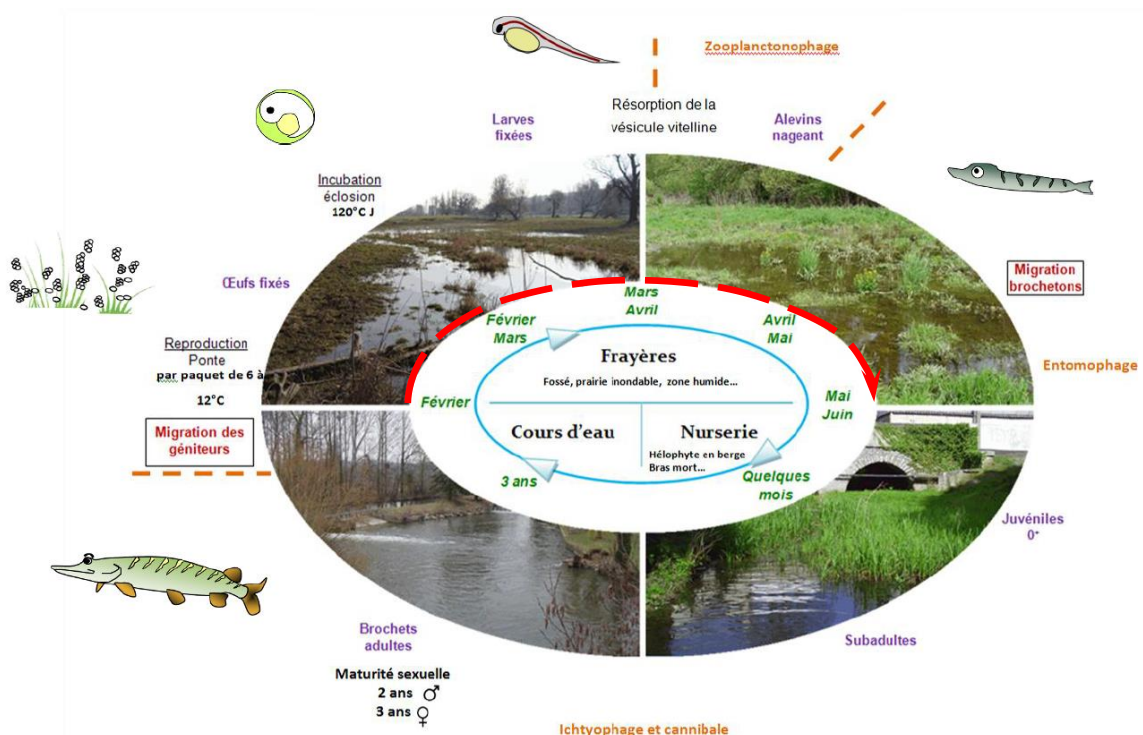 Zooplanctonophage
Résorption de la
vésicule vitelline
Larves
fixées
Alevins
nageant
Incubation
éclosion
120°C J
Migration
brochetons
Œufs fixés
Mars
Avril
Février
Mars
Avril
Mai
Reproduction
Ponte
par paquet de 6 à
12°C
Frayères
Fossé, prairie inondable, zone humide...
Entomophage
Février
Mai
Juin
Migration des
géniteurs
Cours d'eau
Nurserie
Hélophyte en berge
Bras mort...
3 ans
Quelques
mois
Juvéniles
0+
Brochets
adultes
Subadultes
Maturité sexuelle
2 ans ♂
3 ans ♀
Ichtyophage et cannibale